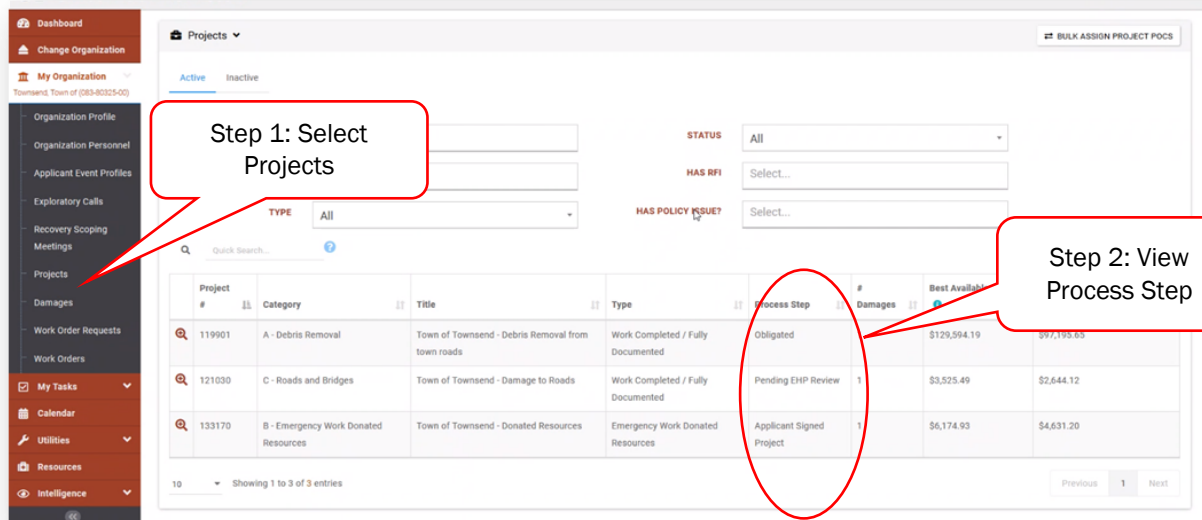 Dashboard
Change Organization
My Organization
Townsend, Town of (083-80325-00)
Organization Profile
Organization Personnel
Applicant Event Profiles
Exploratory Calls
Recovery Scoping
Meetings
Projects
Damages
Work Order Requests
Work Orders
My Tasks
Calendar
Utilities
Resources
Intelligence
Projects
BULK ASSIGN PROJECT POCS
Active Inactive
Step 1: Select
Projects
STATUS All
HAS RFI Select...
TYPE All
HAS POLICY ISSUE? Select...
Quick Search...
Step 2: View
Process Step
Project
# Category Title Type Process Step
#
Damages
Best Available
119901 A - Debris Removal Town of Townsend - Debris Removal from
town roads
Work Completed / Fully
Documented
Obligated $129,594.19 $97,195.65
121030 C - Roads and Bridges Town of Townsend - Damage to Roads Work Completed / Fully
Documented
Pending EHP Review 1 $3,525.49 $2,644.12
133170 B - Emergency Work Donated
Resources
Town of Townsend - Donated Resources Emergency Work Donated
Resources
Applicant Signed
Project
1 $6,174.93 $4,631.20
10 Showing 1 to 3 of 3 entries
Previous 1 Next